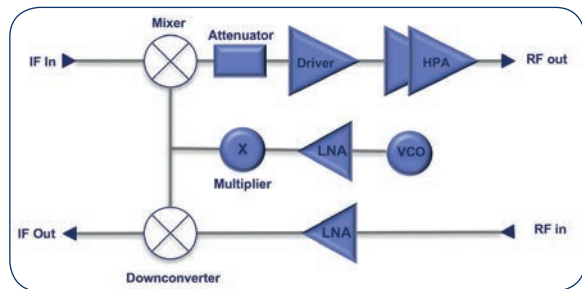 Mixer
Attenuator
IF In
Driver
HPA
RF out
X
LNA
VCO
Multiplier
IF Out
LNA
RF in
Downconverter